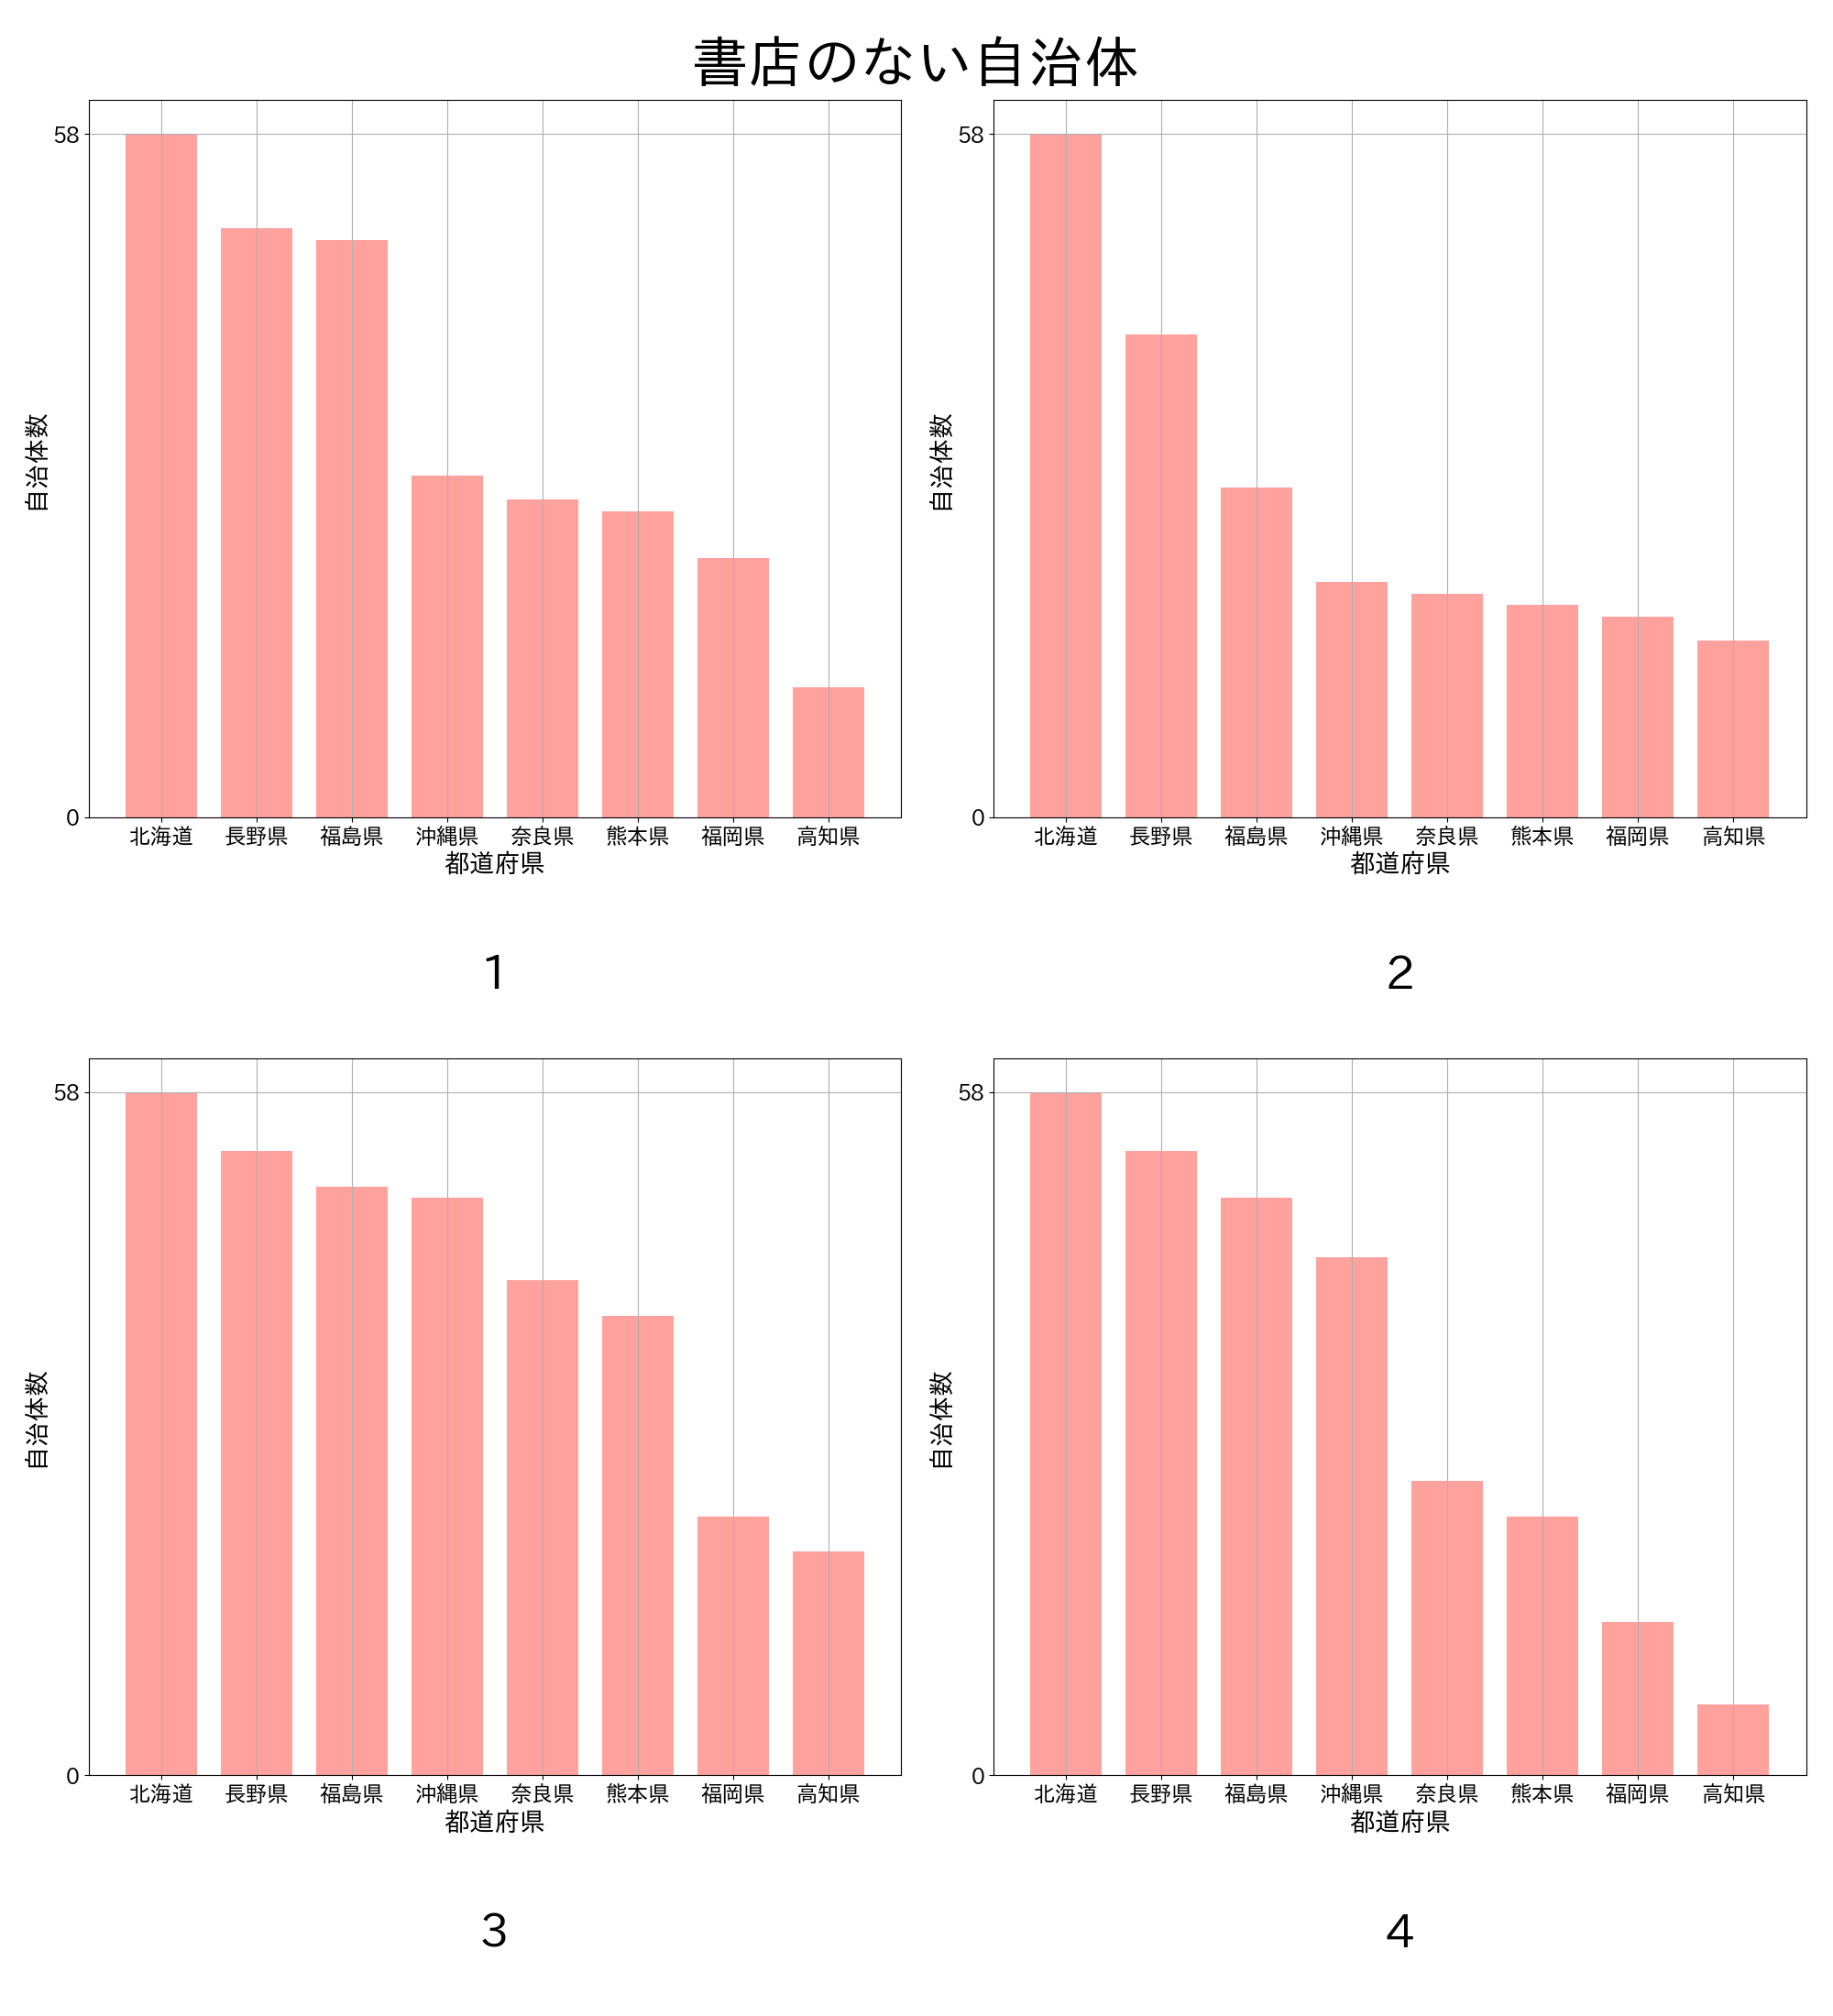 書店のない自治体
58
0
自治体数
北海道 長野県 福島県 沖縄県 奈良県 熊本県 福岡県 高知県
都道府県
1
58
0
自治体数
北海道 長野県 福島県 沖縄県 奈良県 熊本県 福岡県 高知県
都道府県
2
58
0
自治体数
北海道 長野県 福島県 沖縄県 奈良県 熊本県 福岡県 高知県
都道府県
3
58
0
自治体数
北海道 長野県 福島県 沖縄県 奈良県 熊本県 福岡県 高知県
都道府県
4